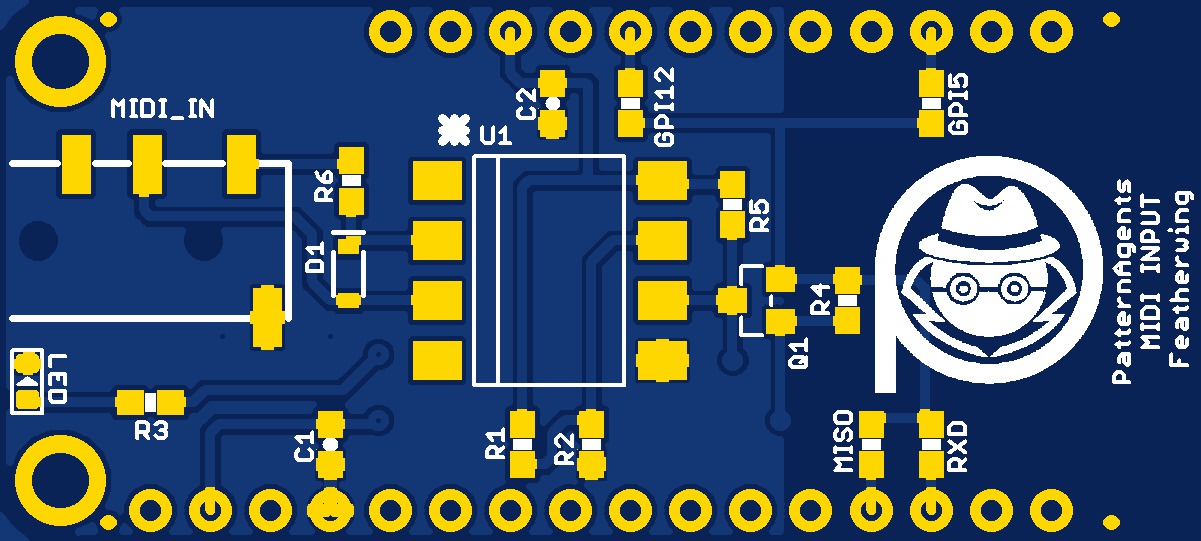 MIDI_IN
C2
GPI12
GPI5
U1
R6
R5
D1
R4
Q1
PatternAgents
MIDI INPUT
Featherwing
LED
R3
C1
R1
R2
MISO
RXD